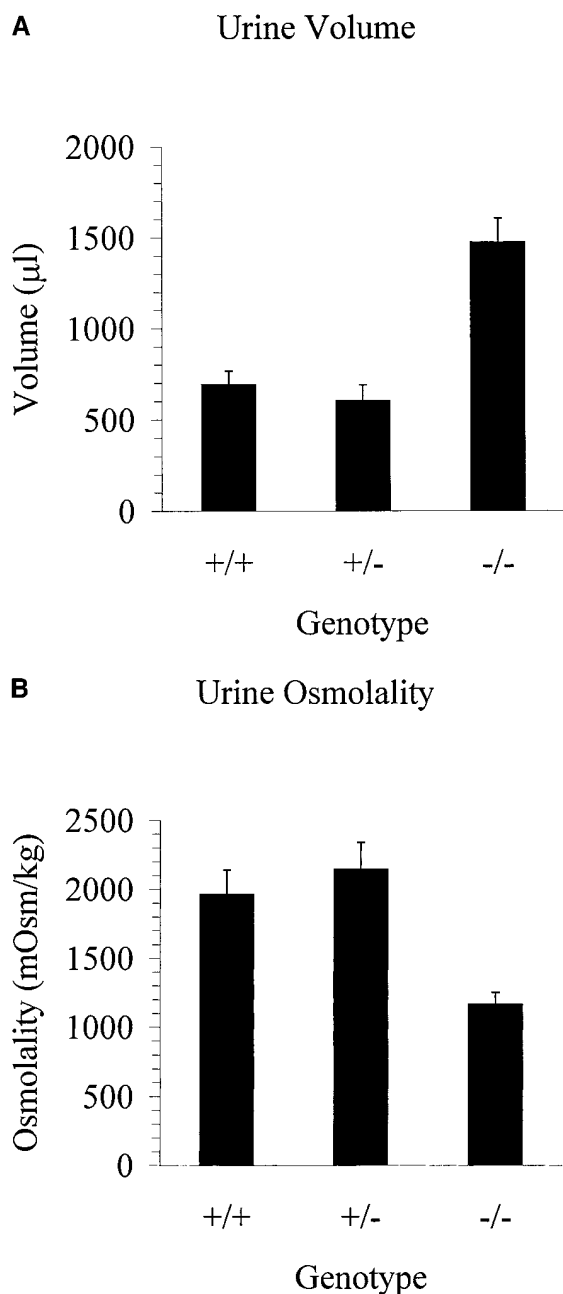 A
Urine Volume
2000
1500
1000
500
0
Volume (µl)
+/+ +/- -/-
Genotype
B
Urine Osmolality
2500
2000
1500
1000
500
0
Osmolality (mOsm/kg)
+/+ +/- -/-
Genotype